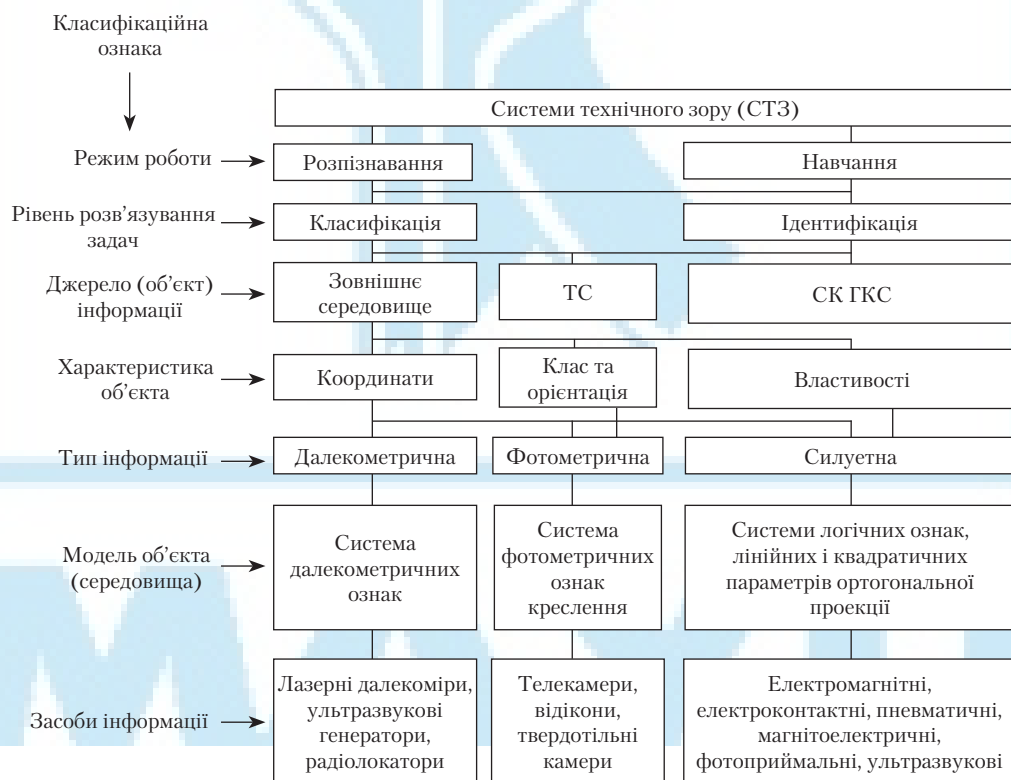 Класифікаційна
ознака
Системи технічного зору (СТЗ)
Режим роботи
Розпізнавання
Навчання
Рівень розв'язування
задач
Класифікація
Ідентифікація
Джерело (об'єкт)
інформації
Зовнішнє
середовище
ТС
СК ГКС
Характеристика
об'єкта
Координати
Клас та
орієнтація
Властивості
Тип інформації
Далекометрична
Фотометрична
Силуетна
Модель об'єкта
(середовища)
Система
далекометричних
ознак
Система
фотометричних
ознак
креслення
Системи логічних ознак,
лінійних і квадратичних
параметрів ортогональної
проекції
Засоби інформації
Лазерні далекоміри,
ультразвукові
генератори,
радіолокатори
Телекамери,
відікони,
твердотільні
камери
Електромагнітні,
електроконтактні, пневматичні,
магнітоелектричні,
фотоприймальні, ультразвукові